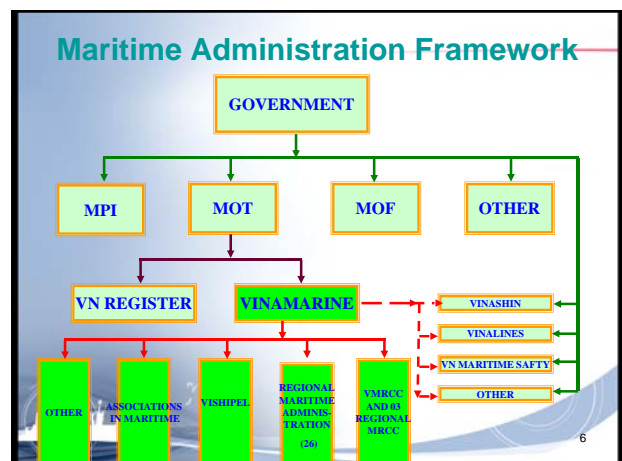 Maritime Administration Framework
GOVERNMENT
MPI
MOT
MOF
OTHER
VN REGISTER
VINAMARINE
VINASHIN
VINALINES
VN MARITIME SAFTY
OTHER
OTHER
ASSOCIATIONS
IN MARITIME
VISHIPEL
REGIONAL
MARITIME
ADMINIS-
TRATION
(26)
VMRCC
AND 03
REGIONAL
MRCC
6